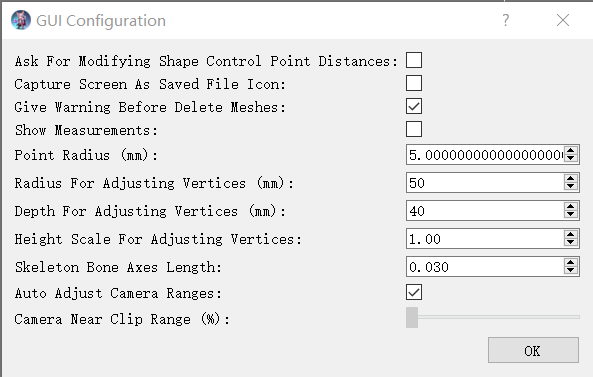 GUI Configuration
Ask For Modifying Shape Control Point Distances:
Capture Screen As Saved File Icon:
Give Warning Before Delete Meshes:
Show Measurements:
Point Radius (mm): 5.0000000000000000000
Radius For Adjusting Vertices (mm): 50
Depth For Adjusting Vertices (mm): 40
Height Scale For Adjusting Vertices: 1.00
Skeleton Bone Axes Length: 0.030
Auto Adjust Camera Ranges:
Camera Near Clip Range (%):
OK